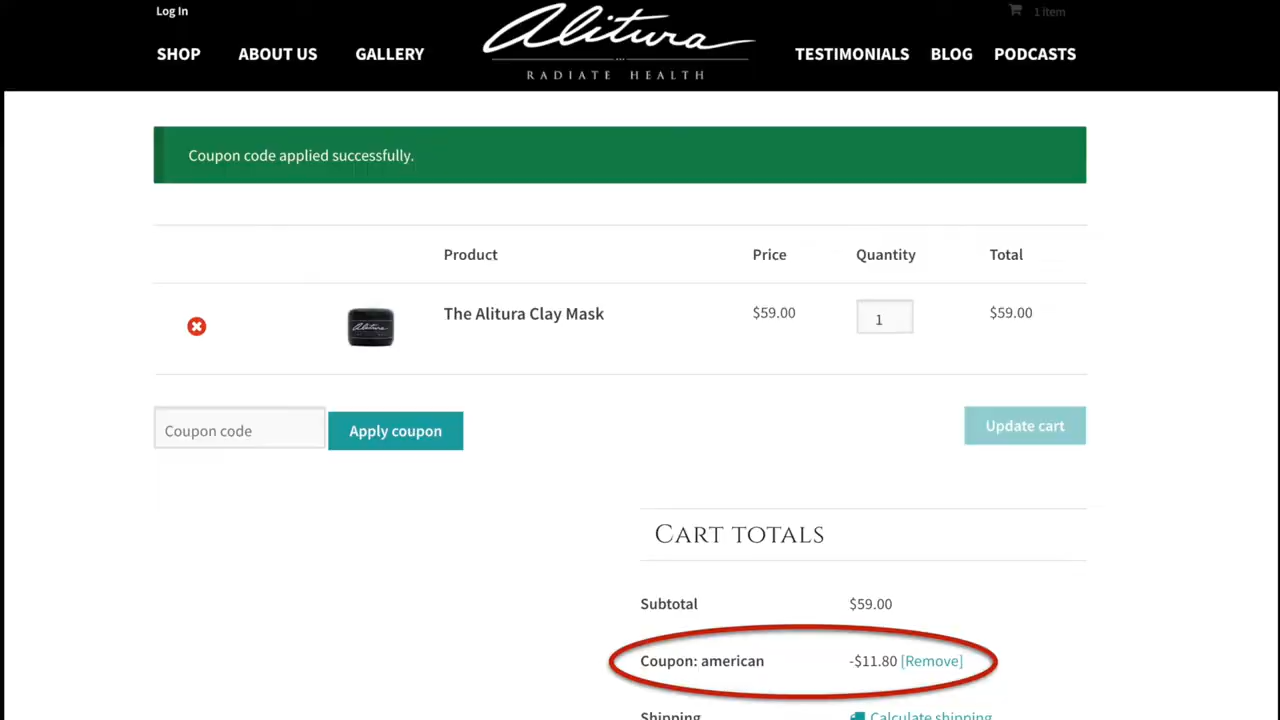 Log In
1 item
SHOP ABOUT US GALLERY
Alitura
RADIATE HEALTH
TESTIMONIALS BLOG PODCASTS
Coupon code applied successfully.
Product Price Quantity Total
Alitura
The Alitura Clay Mask $59.00 1 $59.00
Coupon code Apply coupon Update cart
CART TOTALS
Subtotal $59.00
Coupon: american -$11.80 [Remove]
Shipping Calculate shipping